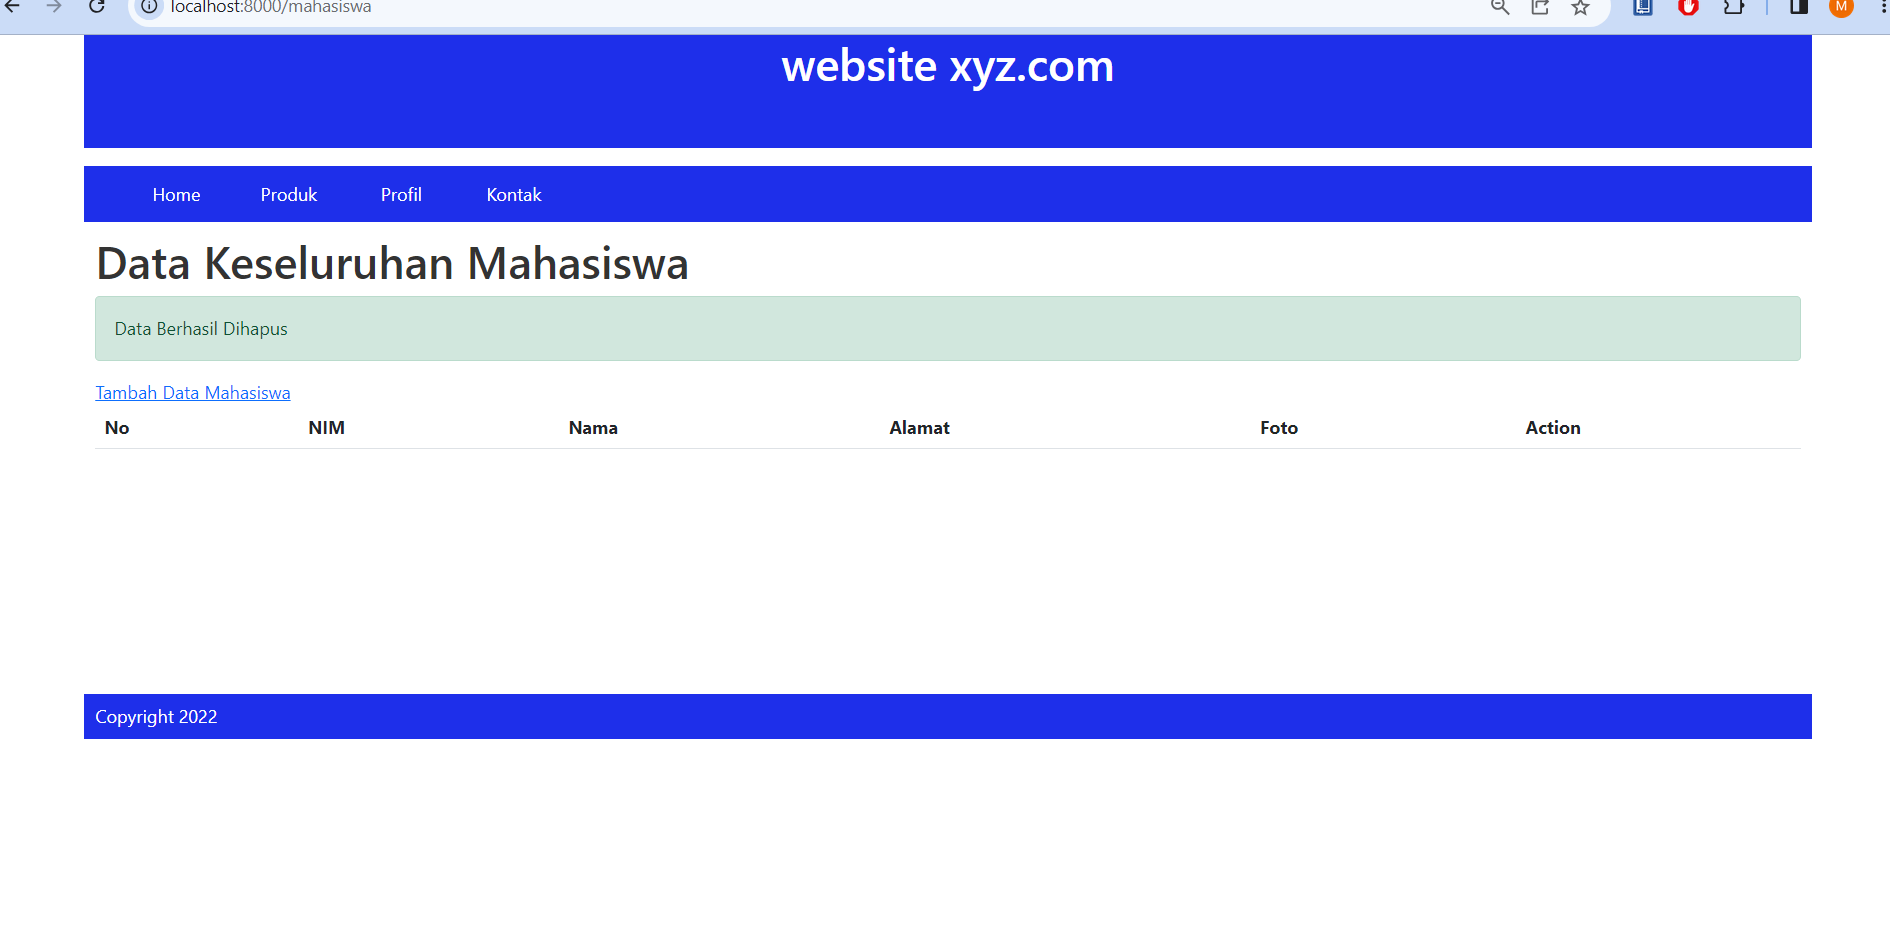 localhost:8000/mahasiswa
M
website xyz.com
Home Produk Profil Kontak
Data Keseluruhan Mahasiswa
Data Berhasil Dihapus
Tambah Data Mahasiswa
No NIM Nama Alamat Foto Action
Copyright 2022